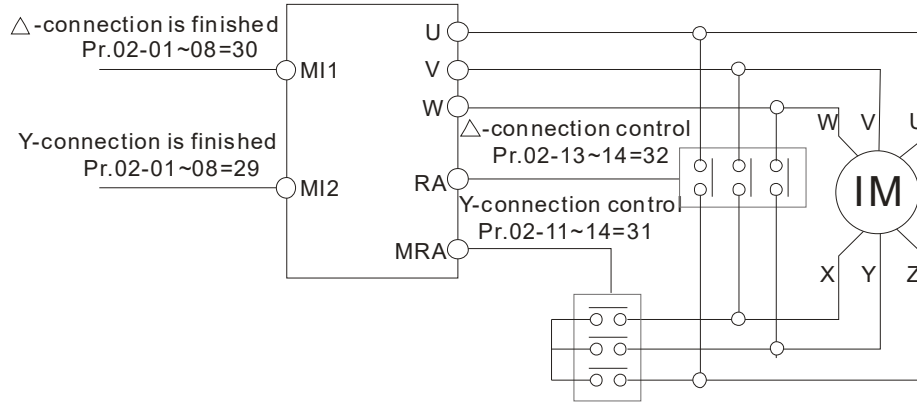 △-connection is finished
Pr.02-01~08=30
MI1
Y-connection is finished
Pr.02-01~08=29
MI2
U
V
W
△-connection control
Pr.02-13~14=32
RA
Y-connection control
Pr.02-11~14=31
MRA
W V U
IM
X Y Z